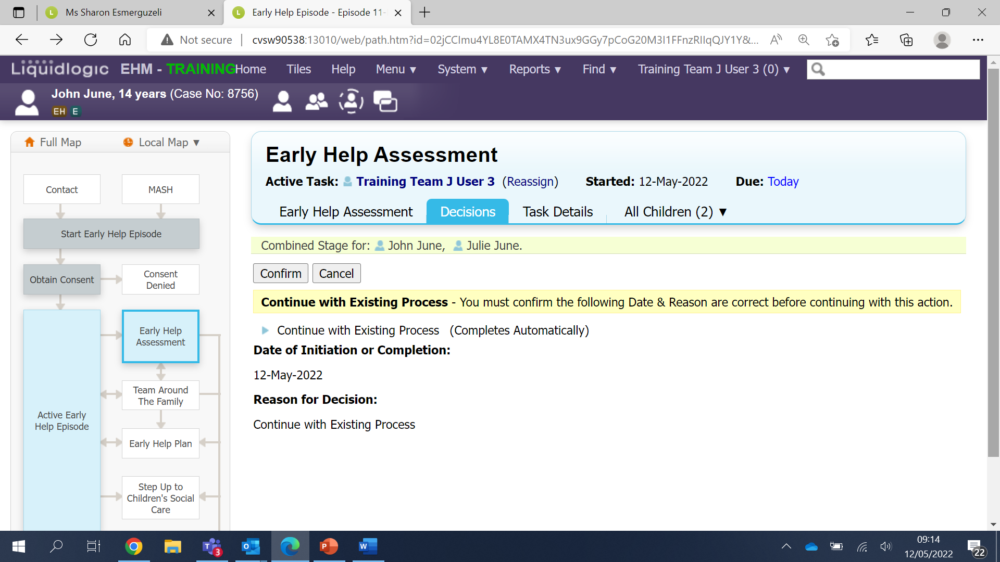 Ms Sharon Esmerguzeli
Early Help Episode - Episode 11-
Not secure
cvsw90538:13010/web/path.htm?id=02jCCImu4YL8E0TAMX4TN3ux9GGy7pCoG20M3I1FFnzRIIqQJY1Y&...
Liquidlogic EHM - TRAINING Home Tiles Help Menu ▼ System ▼ Reports ▼ Find ▼ Training Team J User 3 (0) ▼
John June, 14 years (Case No: 8756)
EH E
Full Map Local Map ▼
Contact
MASH
Start Early Help Episode
Obtain Consent
Consent
Denied
Early Help
Assessment
Team Around
The Family
Active Early
Help Episode
Early Help Plan
Step Up to
Children's Social
Care
Early Help Assessment
Active Task: Training Team J User 3 (Reassign) Started: 12-May-2022 Due: Today
Early Help Assessment Decisions Task Details All Children (2) ▼
Combined Stage for: John June, Julie June.
Confirm Cancel
Continue with Existing Process - You must confirm the following Date & Reason are correct before continuing with this action.
Continue with Existing Process (Completes Automatically)
Date of Initiation or Completion:
12-May-2022
Reason for Decision:
Continue with Existing Process
3
09:14
12/05/2022
22